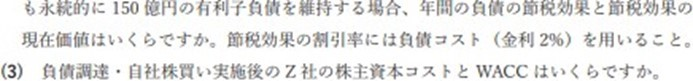 も永続的に 150 億円の有利子負債を維持する場合、年間の負債の節税効果と節税効果の
現在価値はいくらですか。節税効果の割引率には負債コスト（金利 2%）を用いること。
(3) 負債調達・自社株買い実施後の Z 社の株主資本コストと WACC はいくらですか。